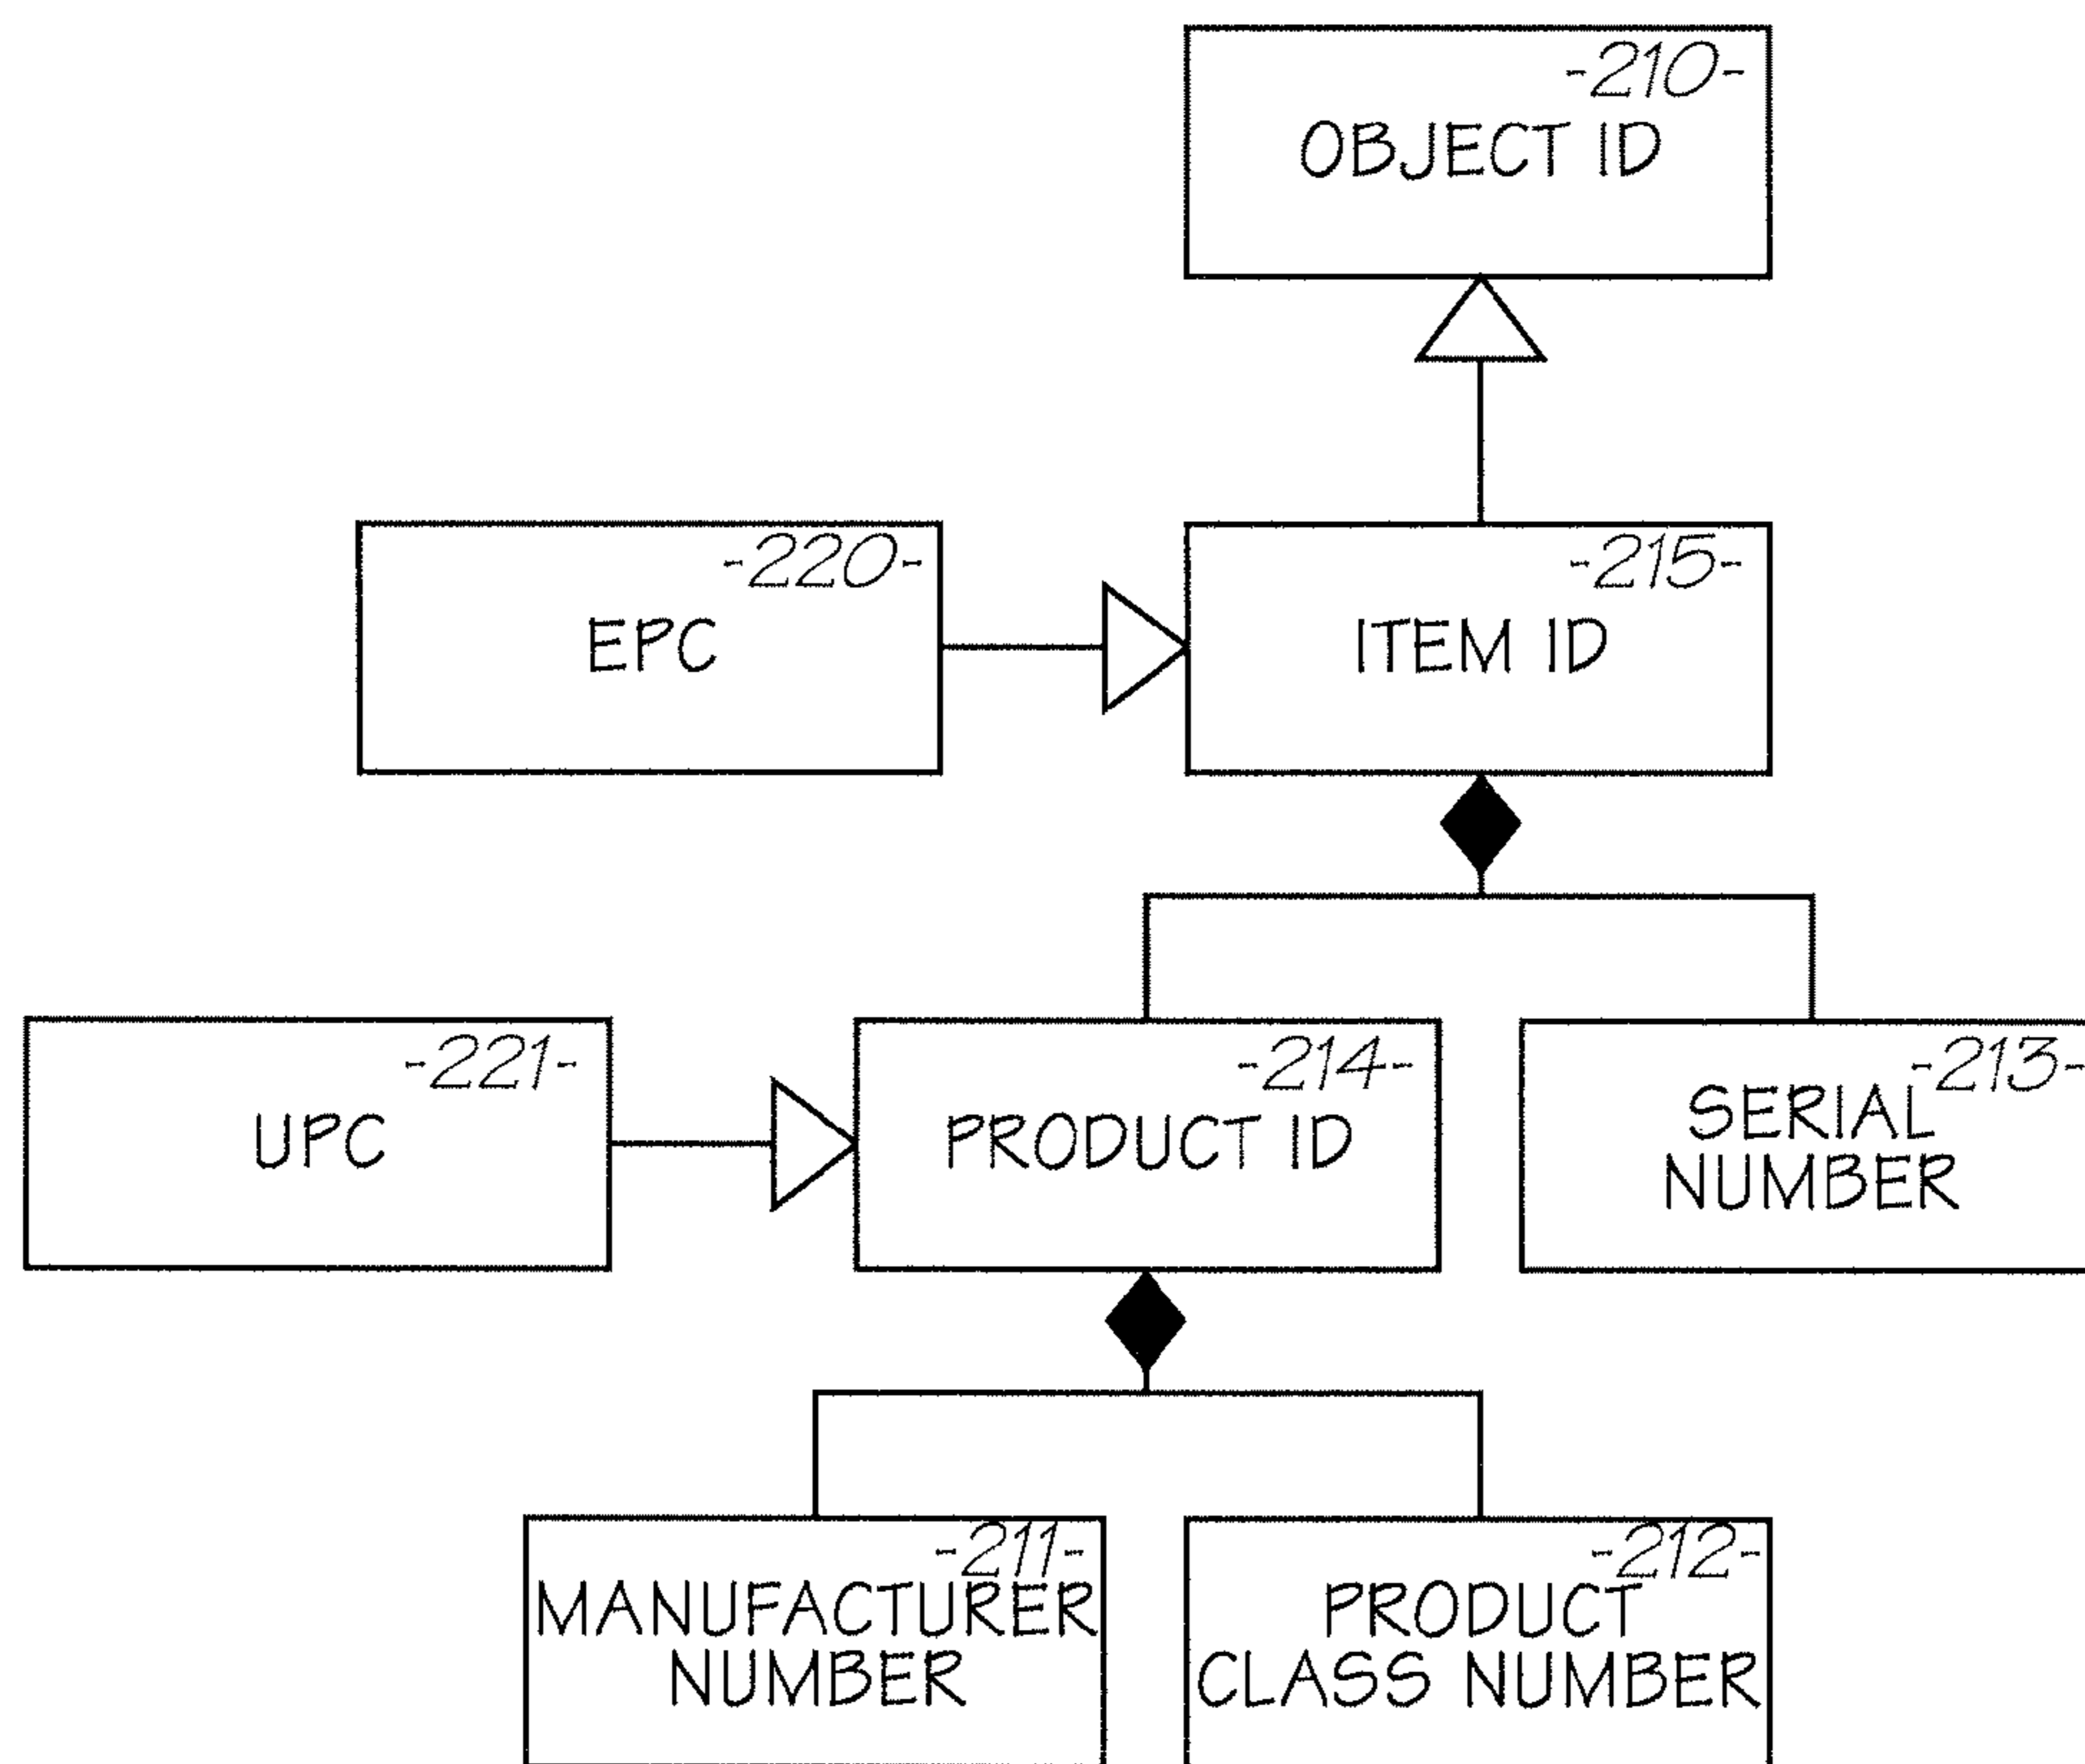 -210-
OBJECT ID
-220-
EPC
-215-
ITEM ID
-221-
UPC
-214-
PRODUCT ID
-213-
SERIAL
NUMBER
-211-
MANUFACTURER
NUMBER
-212-
PRODUCT
CLASS NUMBER